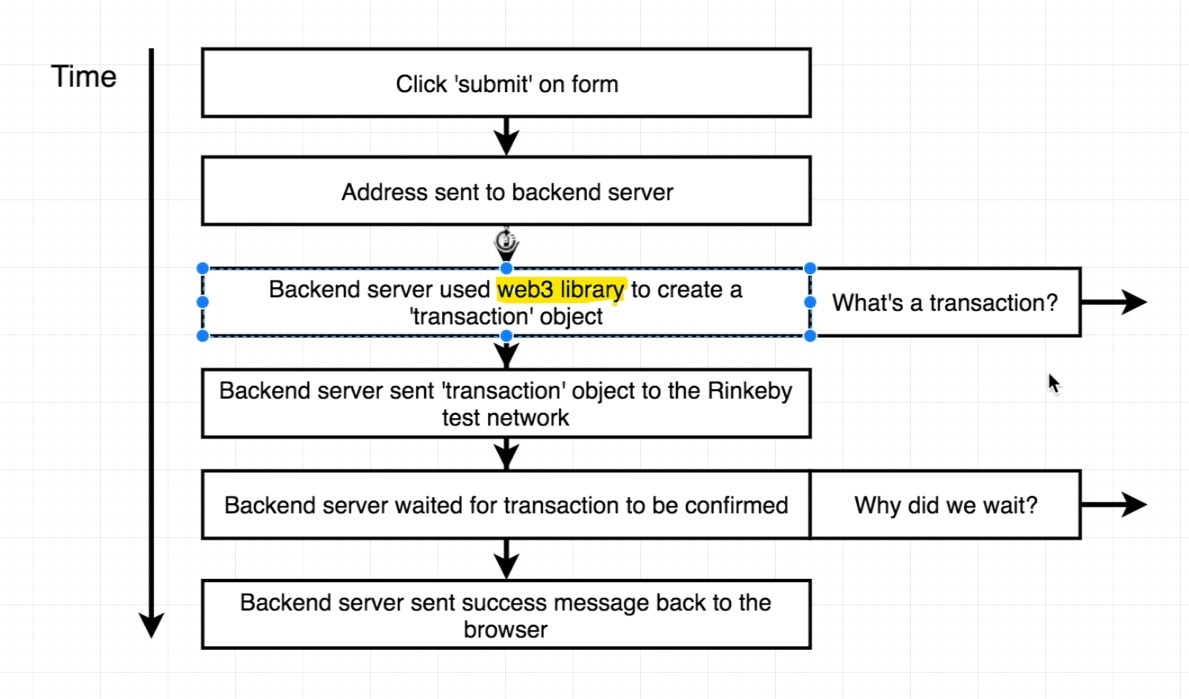 Time
Click 'submit' on form
Address sent to backend server
Backend server used web3 library to create a
'transaction' object
What's a transaction?
Backend server sent 'transaction' object to the Rinkeby
test network
Backend server waited for transaction to be confirmed
Why did we wait?
Backend server sent success message back to the
browser